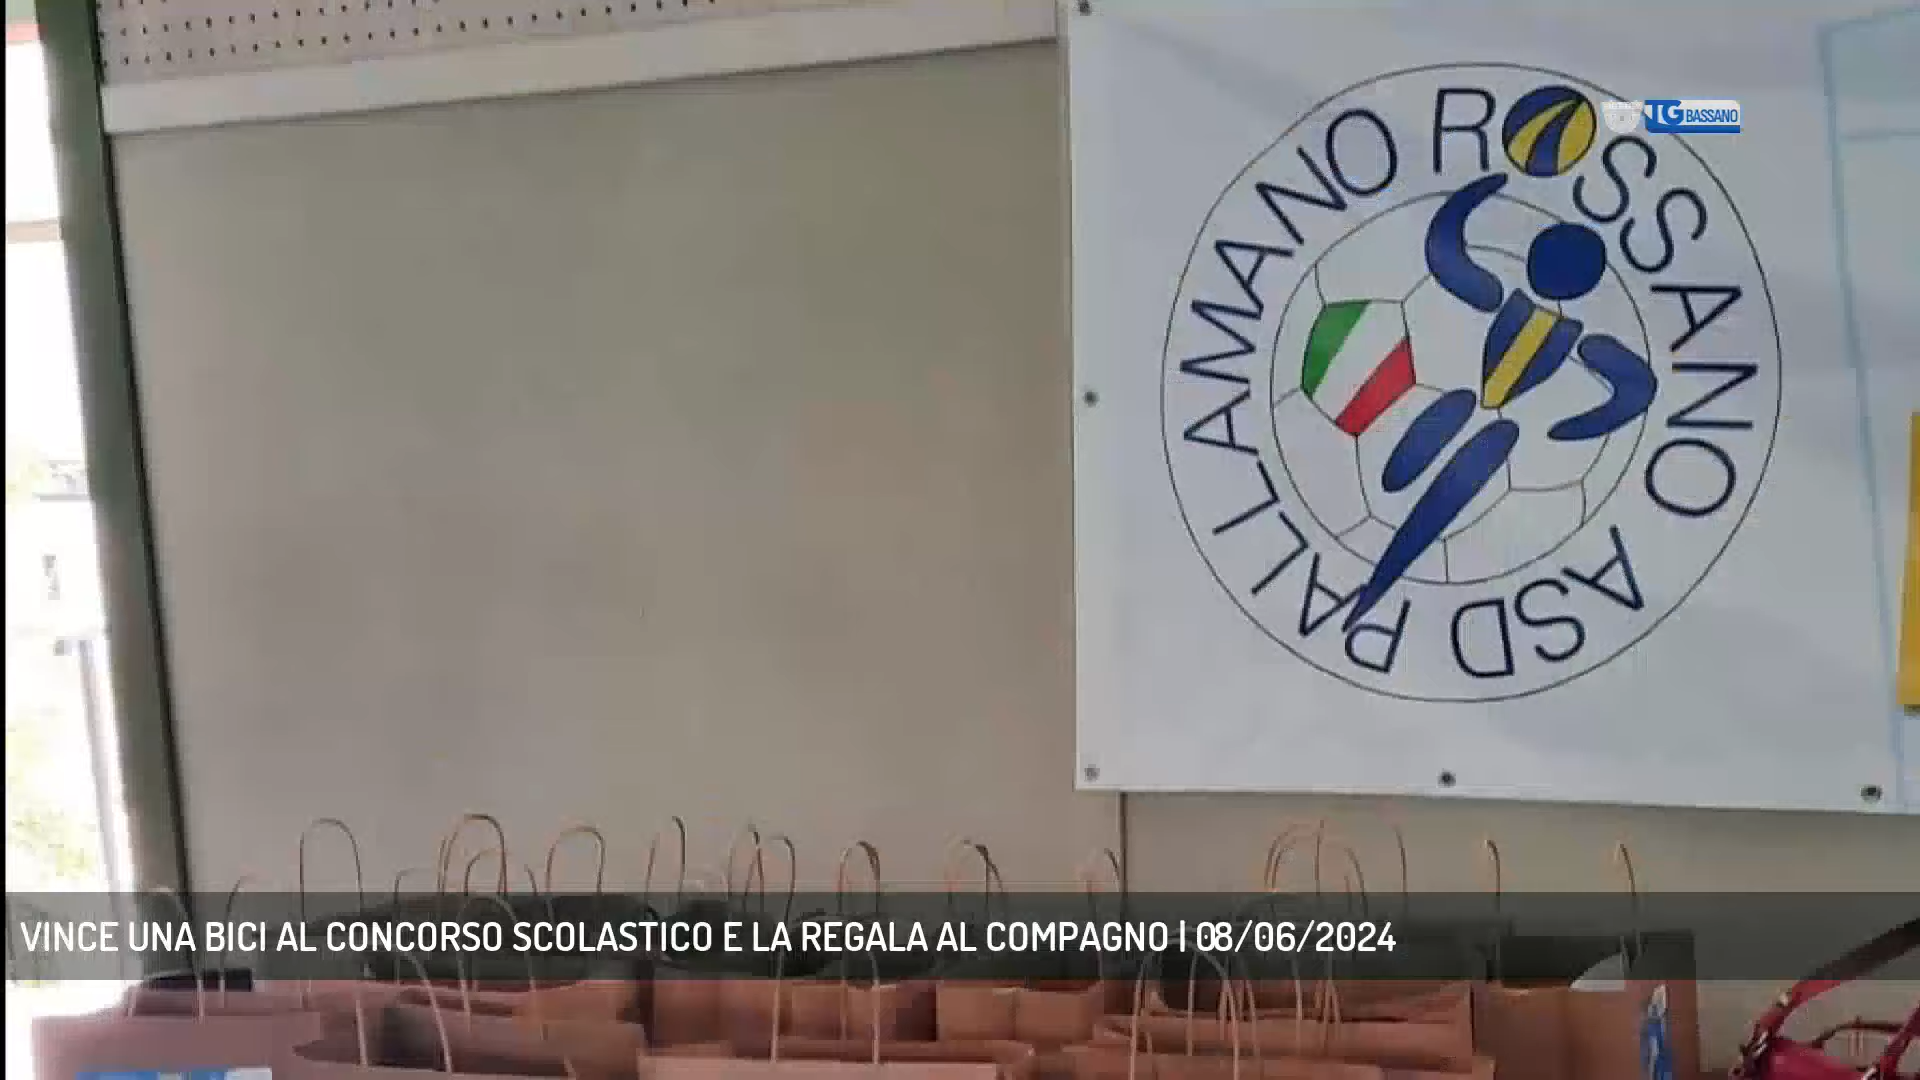 ASD PALLAMANO ROSSANO
TG BASSANO
VINCE UNA BICI AL CONCORSO SCOLASTICO E LA REGALA AL COMPAGNO | 08/06/2024